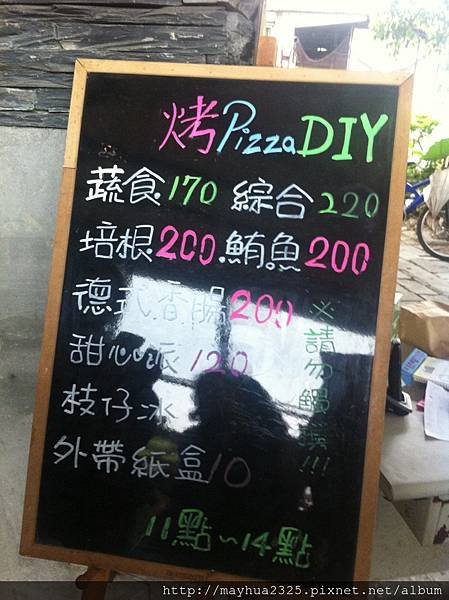 烤PizzaDIY
蔬食170 綜合220
培根200 鮪魚200
德式香腸200
甜心派120
枝仔冰
外帶紙盒10
※請勿觸摸!!!
11點~14點
http://mayhua2325.pixnet.net/album